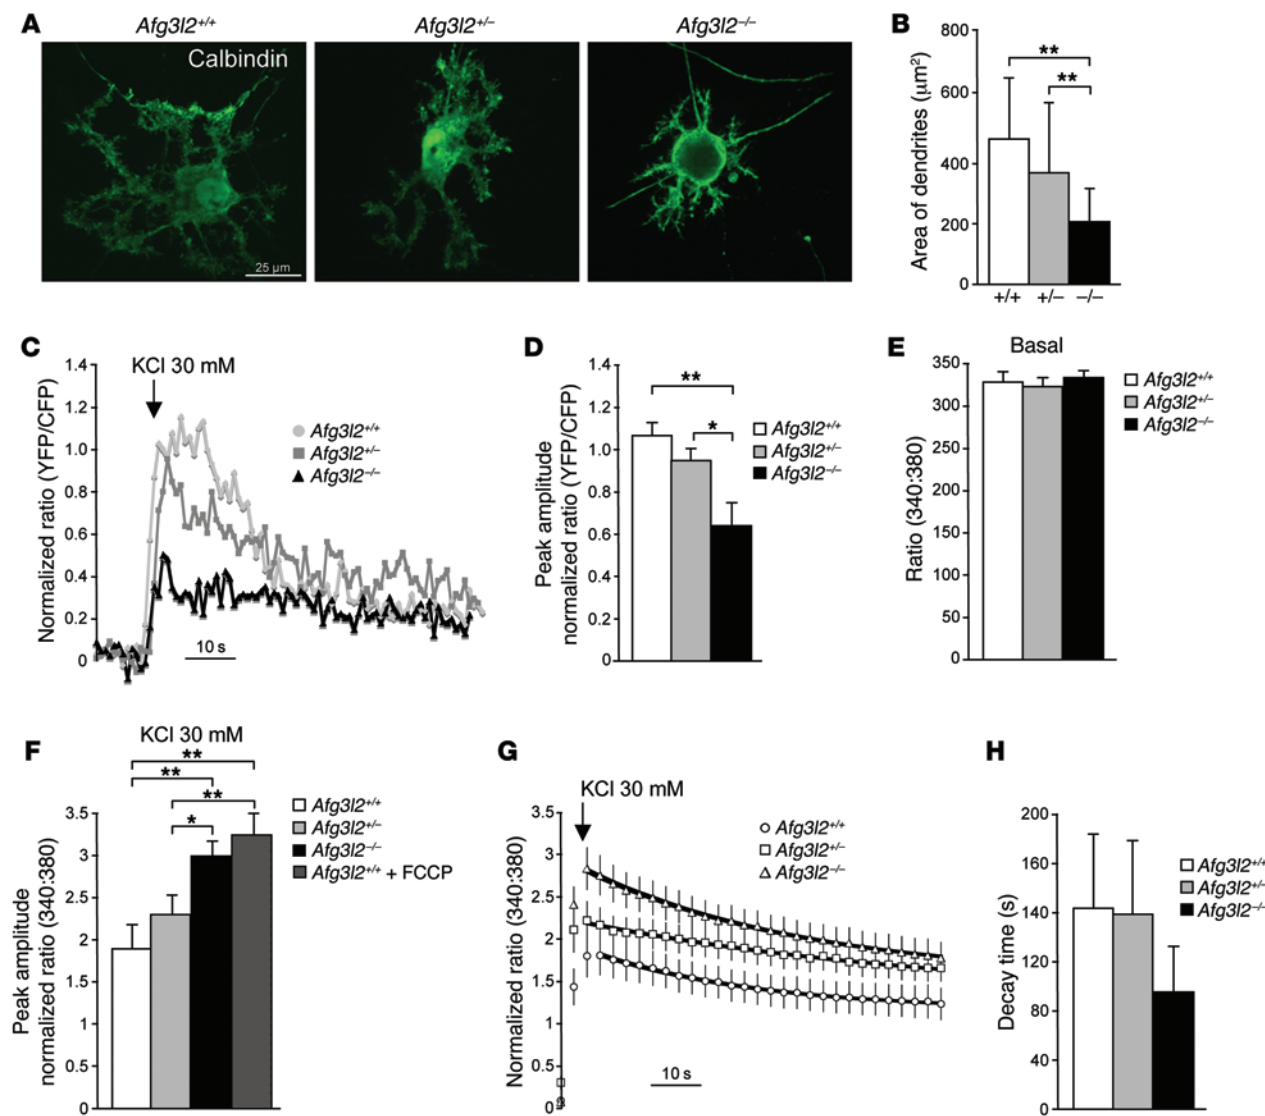 A
Afg3l2+/+
Afg3l2+/–
Afg3l2–/–
Calbindin
25 µm
B
Area of dendrites (µm2)
800
600
400
200
0
**
**
+/+
+/–
–/–
C
KCl 30 mM
Normalized ratio (YFP/CFP)
1.4
1.2
1.0
0.8
0.6
0.4
0.2
0
Afg3l2+/+
Afg3l2+/–
Afg3l2–/–
10 s
D
Peak amplitude
normalized ratio (YFP/CFP)
1.4
1.2
1.0
0.8
0.6
0.4
0
**
*
Afg3l2+/+
Afg3l2+/–
Afg3l2–/–
E
Basal
Ratio (340:380)
350
300
250
200
150
100
50
0
Afg3l2+/+
Afg3l2+/–
Afg3l2–/–
F
KCl 30 mM
**
**
**
*
Peak amplitude
normalized ratio (340:380)
3.5
3
2.5
2
1.5
1
0.5
0
Afg3l2+/+
Afg3l2+/–
Afg3l2–/–
Afg3l2+/+ + FCCP
G
KCl 30 mM
Normalized ratio (340:380)
3.5
3
2.5
2
1.5
1
0.5
0
Afg3l2+/+
Afg3l2+/–
Afg3l2–/–
10 s
H
Decay time (s)
200
160
140
120
100
80
40
0
Afg3l2+/+
Afg3l2+/–
Afg3l2–/–